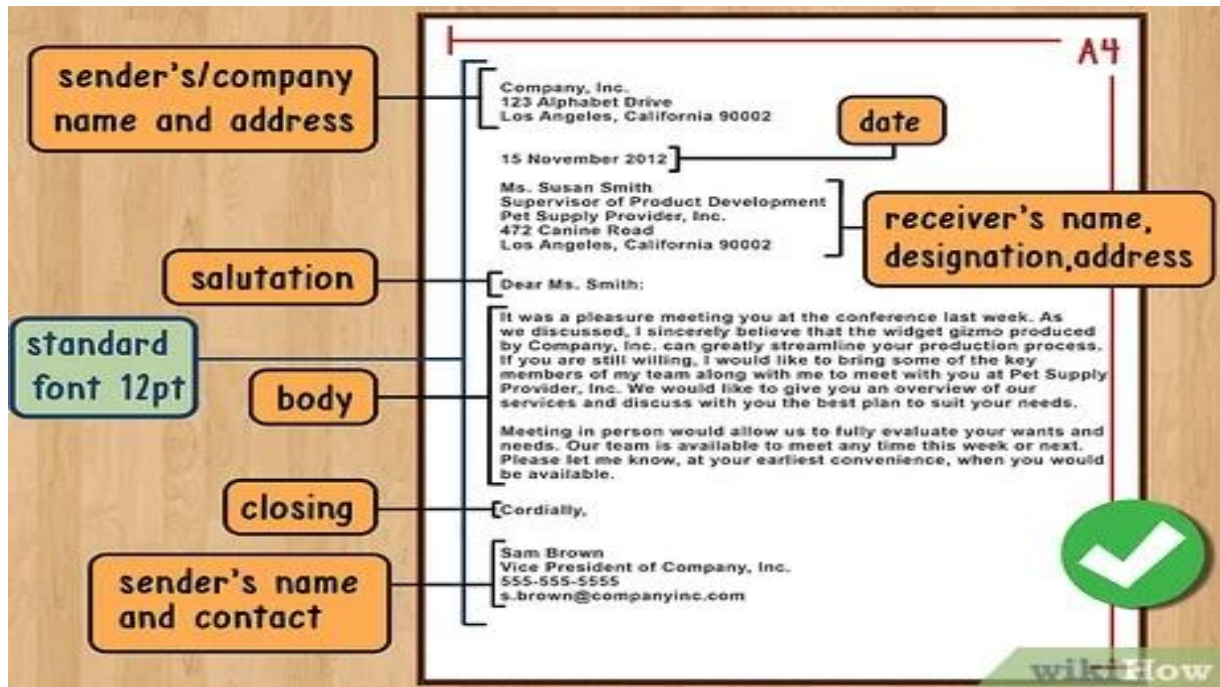 sender's/company
name and address
A4
Company, Inc.
123 Alphabet Drive
Los Angeles, California 90002
date
15 November 2012
Ms. Susan Smith
Supervisor of Product Development
Pet Supply Provider, Inc.
472 Canine Road
Los Angeles, California 90002
receiver's name,
designation,address
salutation
Dear Ms. Smith:
standard
font 12pt
body
It was a pleasure meeting you at the conference last week. As
we discussed, I sincerely believe that the widget gizmo produced
by Company, Inc. can greatly streamline your production process.
If you are still willing, I would like to bring some of the key
members of my team along with me to meet with you at Pet Supply
Provider, Inc. We would like to give you an overview of our
services and discuss with you the best plan to suit your needs.
Meeting in person would allow us to fully evaluate your wants and
needs. Our team is available to meet any time this week or next.
Please let me know, at your earliest convenience, when you would
be available.
closing
Cordially,
sender's name
and contact
Sam Brown
Vice President of Company, Inc.
555-555-5555
s.brown@companyinc.com
wikiHow